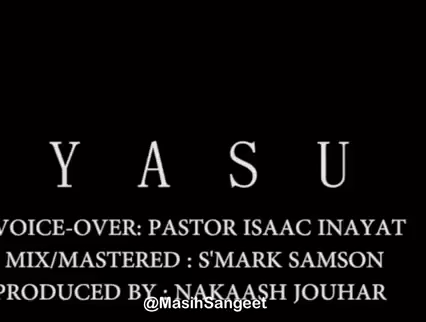 Y A S U
VOICE-OVER: PASTOR ISAAC INAYAT
MIX/MASTERED : S'MARK SAMSON
PRODUCED BY : NAKAASH JOUHAR
@MasihSangeet